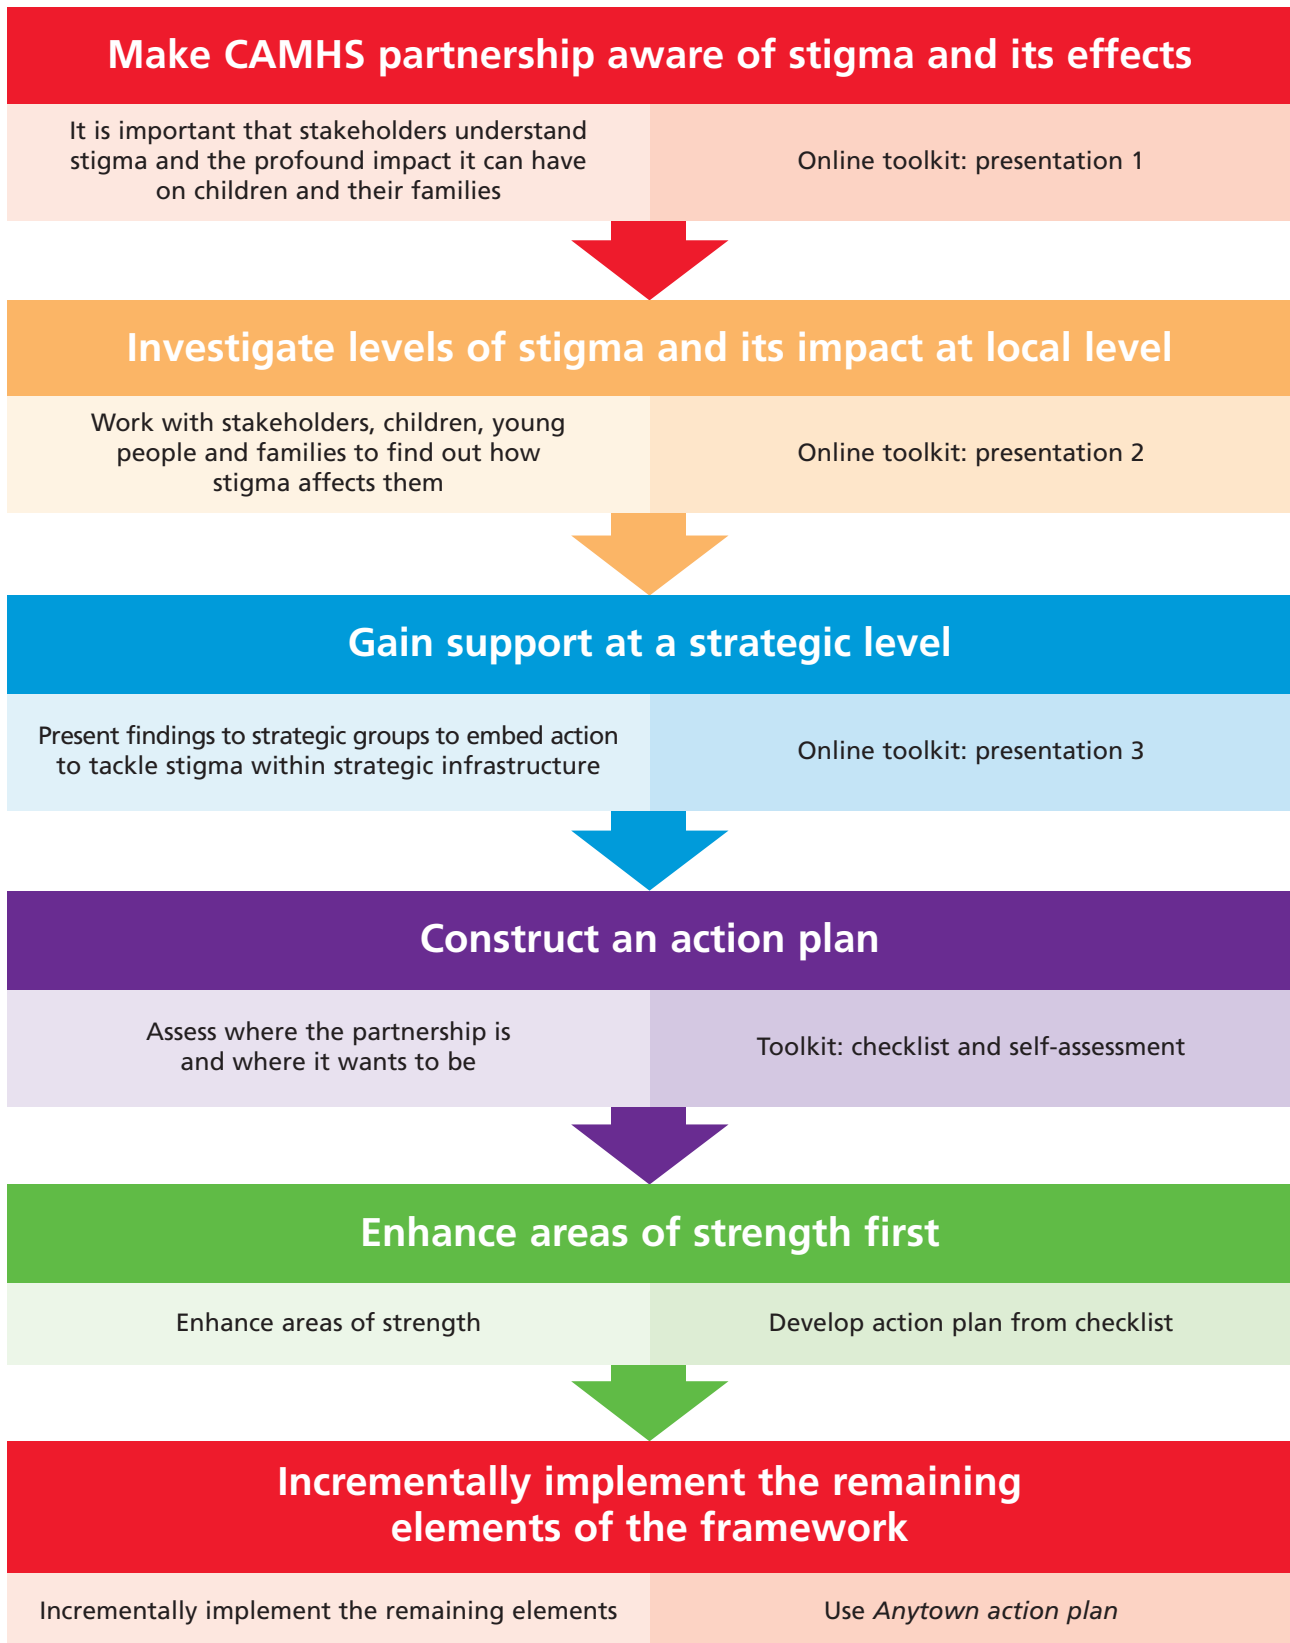 Make CAMHS partnership aware of stigma and its effects
It is important that stakeholders understand
stigma and the profound impact it can have
on children and their families
Online toolkit: presentation 1
Investigate levels of stigma and its impact at local level
Work with stakeholders, children, young
people and families to find out how
stigma affects them
Online toolkit: presentation 2
Gain support at a strategic level
Present findings to strategic groups to embed action
to tackle stigma within strategic infrastructure
Online toolkit: presentation 3
Construct an action plan
Assess where the partnership is
and where it wants to be
Toolkit: checklist and self-assessment
Enhance areas of strength first
Enhance areas of strength
Develop action plan from checklist
Incrementally implement the remaining
elements of the framework
Incrementally implement the remaining elements
Use Anytown action plan